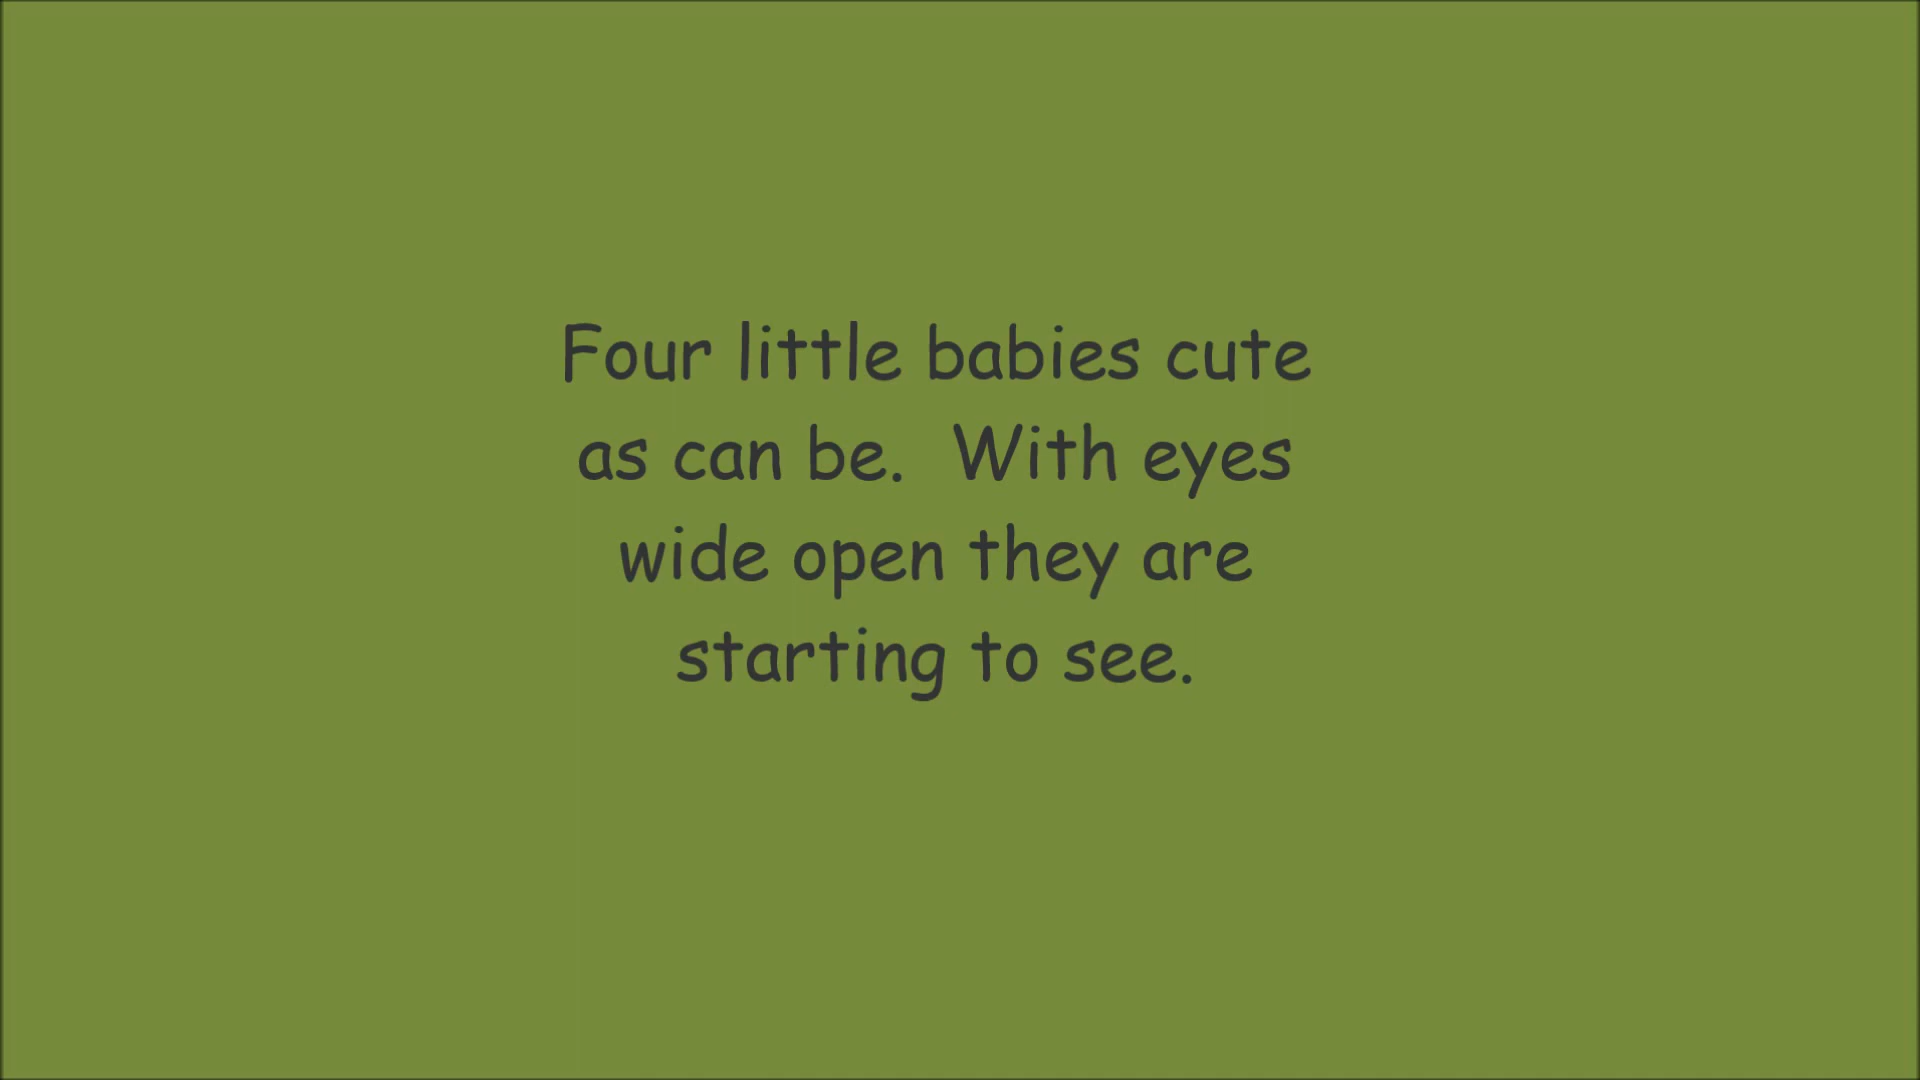 Four little babies cute
as can be.  With eyes
wide open they are
starting to see.